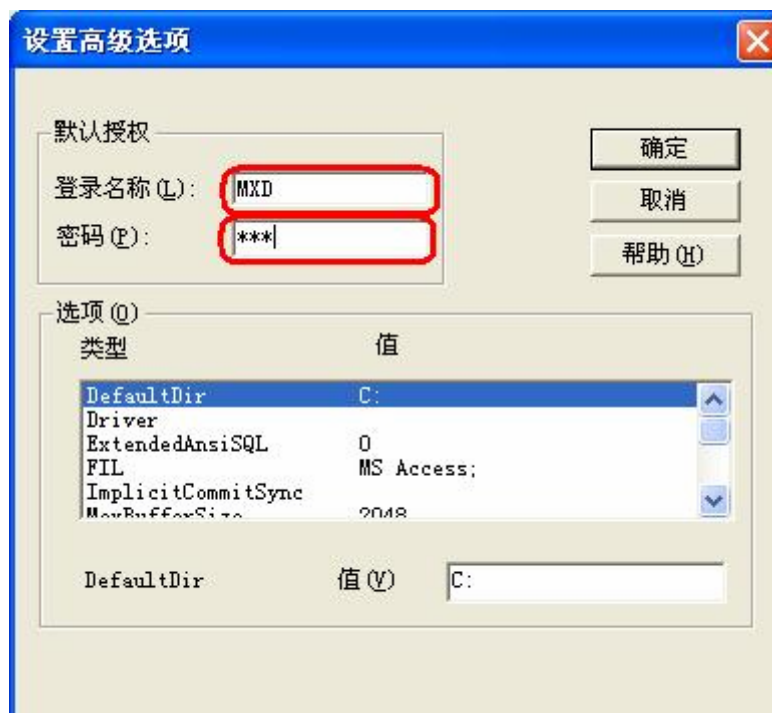 设置高级选项
默认授权
登录名称(L): MXD
密码(P): ***
确定
取消
帮助(H)
选项(O)
类型 值
DefaultDir C:
Driver
ExtendedAnsiSQL 0
FIL MS Access;
ImplicitCommitSync
MaxBufferSize 2048
DefaultDir 值(V) C: